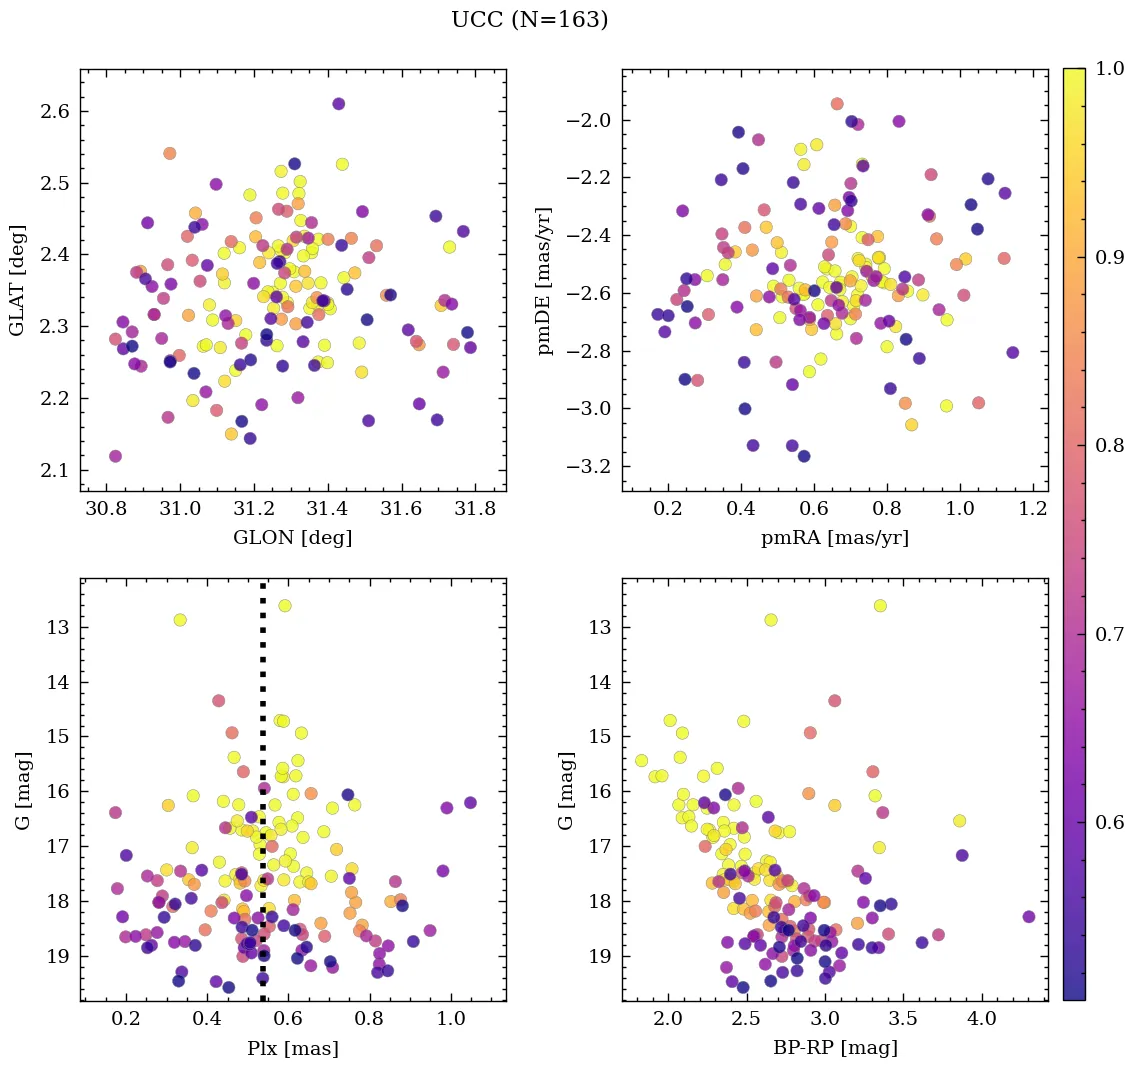 UCC (N=163)
2.6
2.5
2.4
2.3
2.2
2.1
GLAT [deg]
30.8 31.0 31.2 31.4 31.6 31.8
GLON [deg]
−2.0
−2.2
−2.4
−2.6
−2.8
−3.0
−3.2
pmDE [mas/yr]
0.2 0.4 0.6 0.8 1.0 1.2
pmRA [mas/yr]
1.0
0.9
0.8
0.7
0.6
13
14
15
16
17
18
19
G [mag]
0.2 0.4 0.6 0.8 1.0
Plx [mas]
13
14
15
16
17
18
19
G [mag]
2.0 2.5 3.0 3.5 4.0
BP-RP [mag]